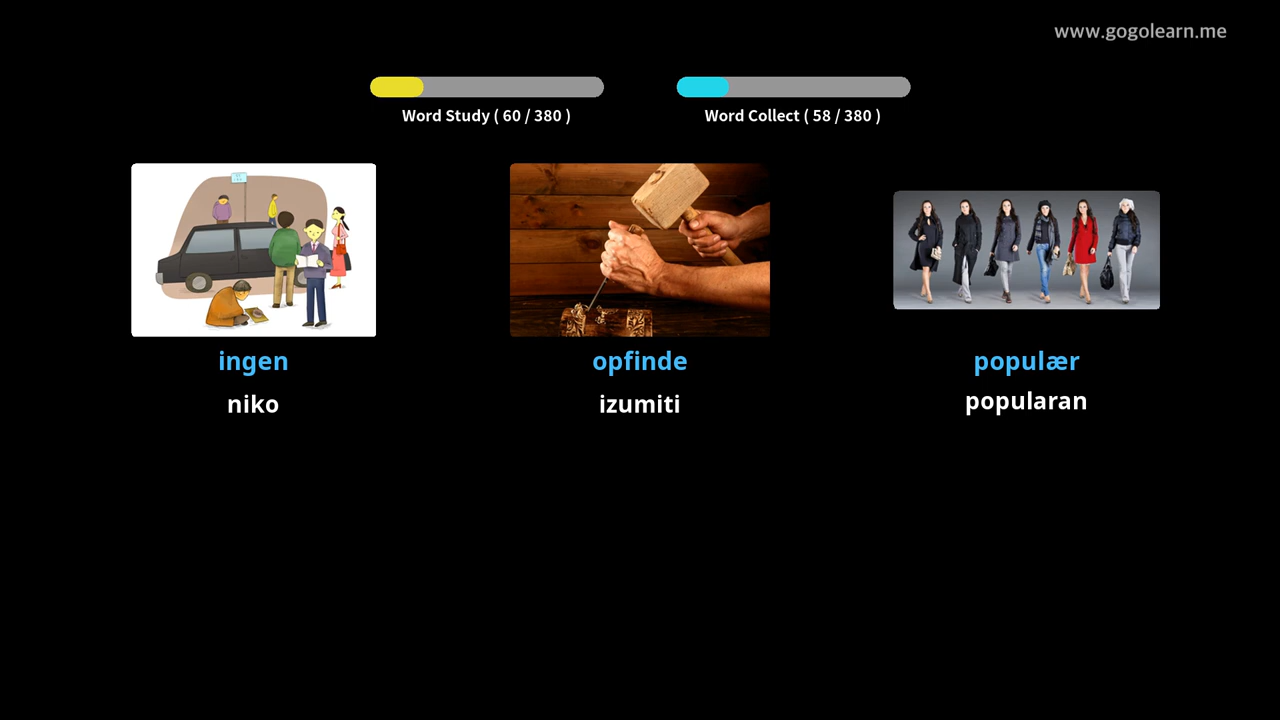 www.gogolearn.me
Word Study ( 60 / 380 )
Word Collect ( 58 / 380 )
ingen
niko
opfinde
izumiti
populær
popularan